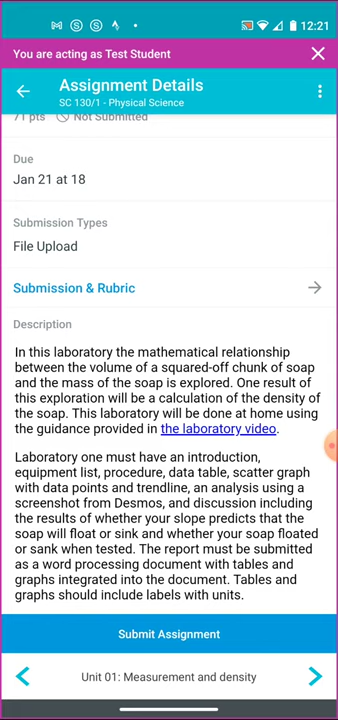 12:21
You are acting as Test Student
Assignment Details
SC 130/1 - Physical Science
71 pts Not Submitted
Due
Jan 21 at 18
Submission Types
File Upload
Submission & Rubric
Description
In this laboratory the mathematical relationship
between the volume of a squared-off chunk of soap
and the mass of the soap is explored. One result of
this exploration will be a calculation of the density of
the soap. This laboratory will be done at home using
the guidance provided in the laboratory video.
Laboratory one must have an introduction,
equipment list, procedure, data table, scatter graph
with data points and trendline, an analysis using a
screenshot from Desmos, and discussion including
the results of whether your slope predicts that the
soap will float or sink and whether your soap floated
or sank when tested. The report must be submitted
as a word processing document with tables and
graphs integrated into the document. Tables and
graphs should include labels with units.
Submit Assignment
Unit 01: Measurement and density